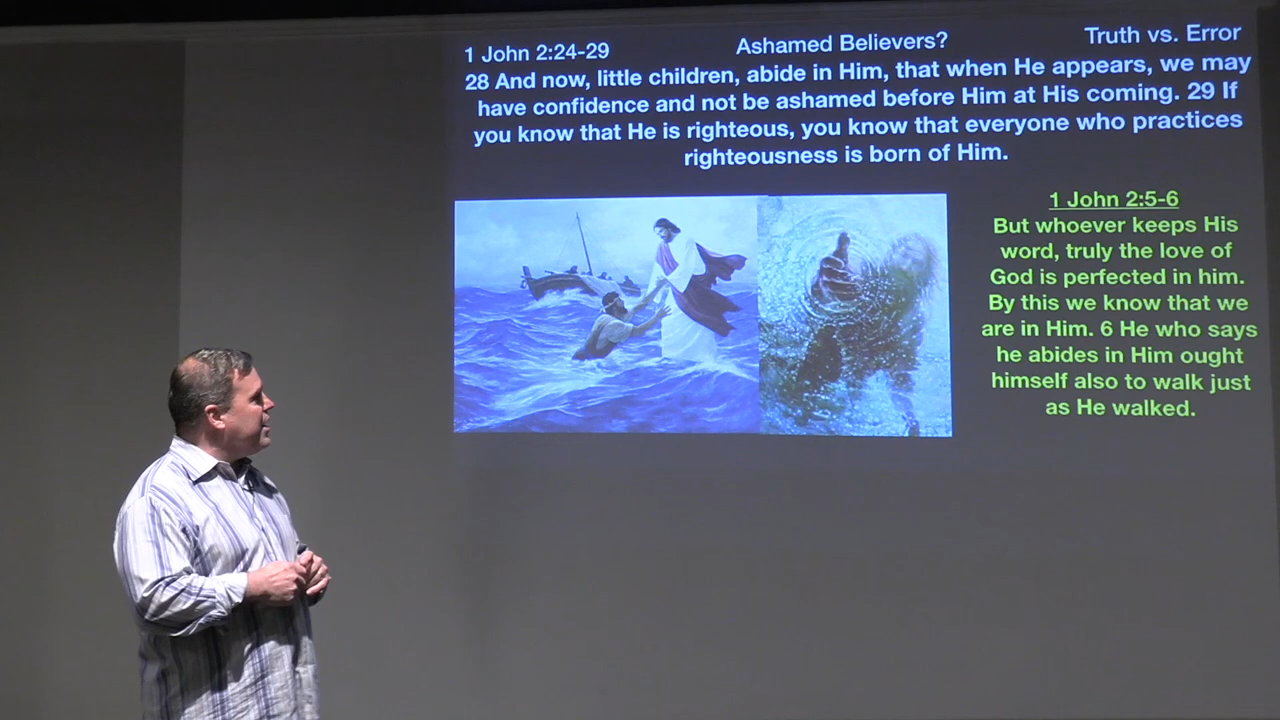 1 John 2:24-29 Ashamed Believers? Truth vs. Error
28 And now, little children, abide in Him, that when He appears, we may
have confidence and not be ashamed before Him at His coming. 29 If
you know that He is righteous, you know that everyone who practices
righteousness is born of Him.
1 John 2:5-6
But whoever keeps His
word, truly the love of
God is perfected in him.
By this we know that we
are in Him. 6 He who says
he abides in Him ought
himself also to walk just
as He walked.